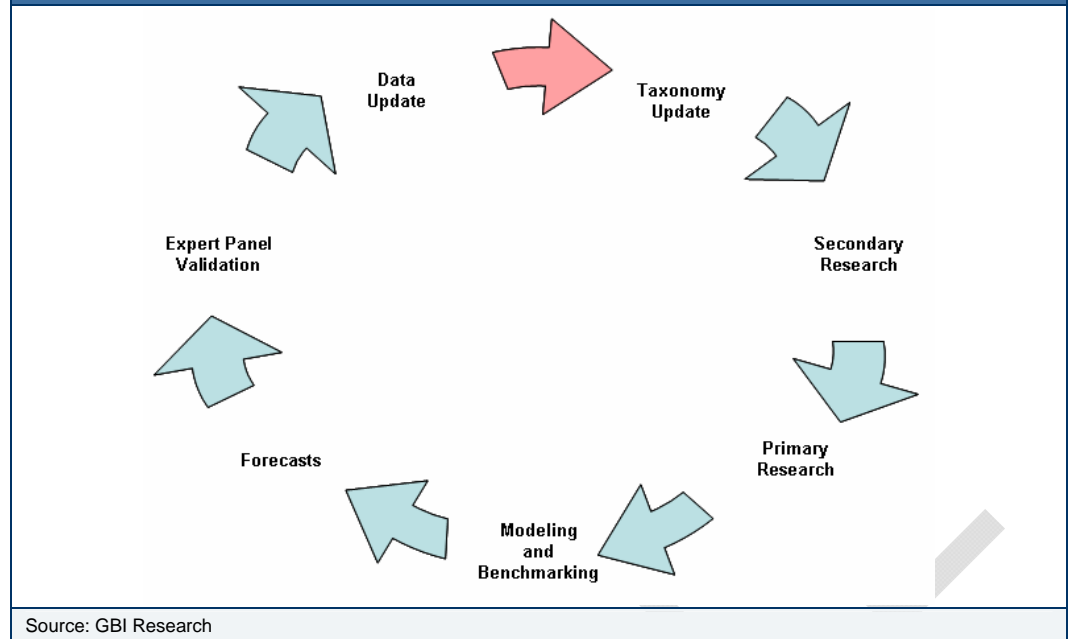 Data
Update
Taxonomy
Update
Secondary
Research
Primary
Research
Modeling
and
Benchmarking
Forecasts
Expert Panel
Validation
Source: GBI Research